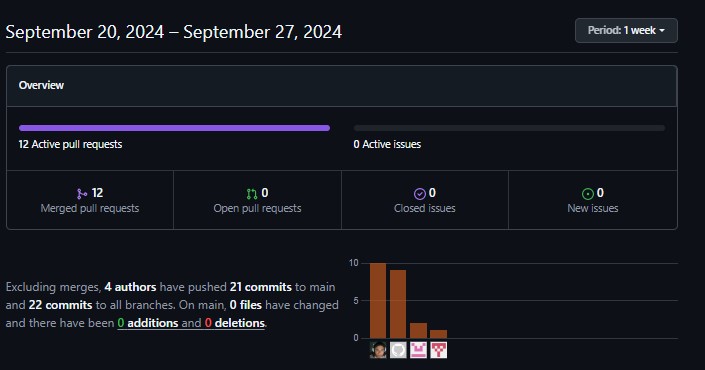 September 20, 2024 – September 27, 2024
Period: 1 week
Overview
12 Active pull requests
0 Active issues
12
Merged pull requests
0
Open pull requests
0
Closed issues
0
New issues
Excluding merges, 4 authors have pushed 21 commits to main
and 22 commits to all branches. On main, 0 files have changed
and there have been 0 additions and 0 deletions.
10
5
0